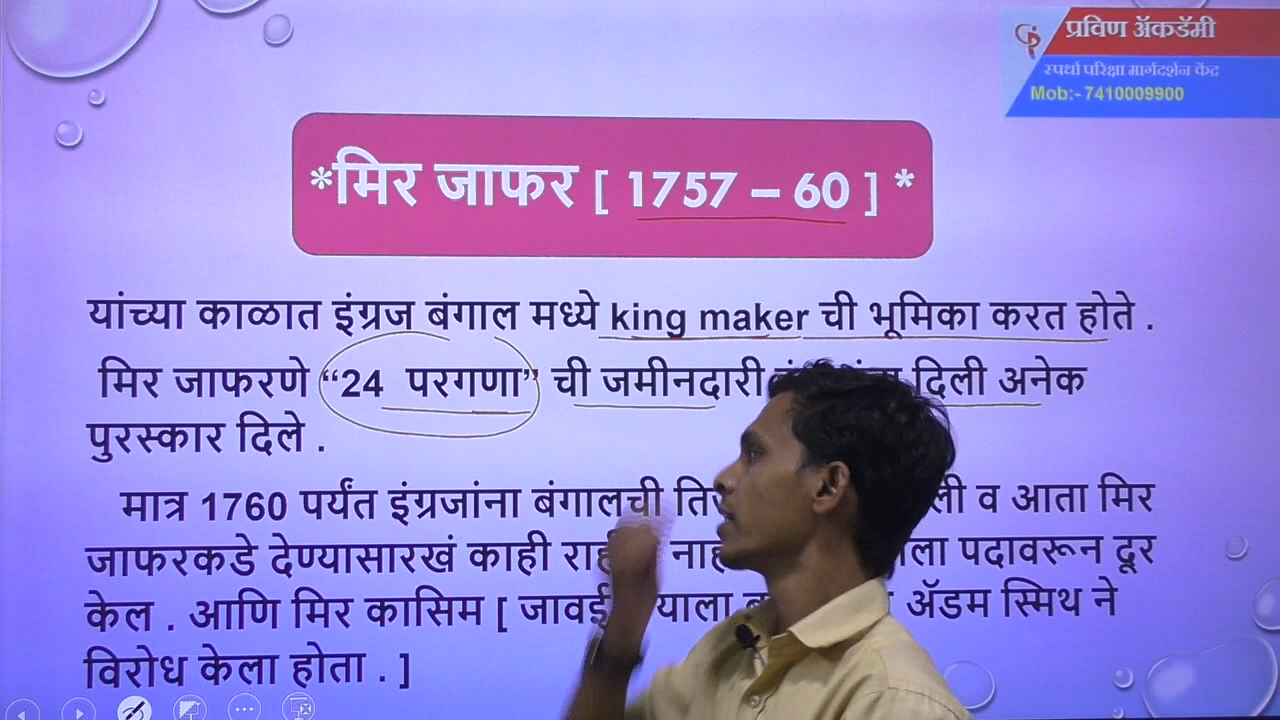 प्रविण ॲकडॅमी
स्पर्धा परिक्षा मार्गदर्शन केंद्र
Mob:- 7410009900
*मिर जाफर [ 1757 – 60 ] *
यांच्या काळात इंग्रज बंगाल मध्ये king maker ची भूमिका करत होते .
मिर जाफरणे “24 परगणा” ची जमीनदारी दिली अनेक
पुरस्कार दिले .
मात्र 1760 पर्यंत इंग्रजांना बंगालची व आता मिर
जाफरकडे देण्यासारखं काही पदावरून दूर
केल . आणि मिर कासिम [ जावई ॲडम स्मिथ ने
विरोध केला होता . ]